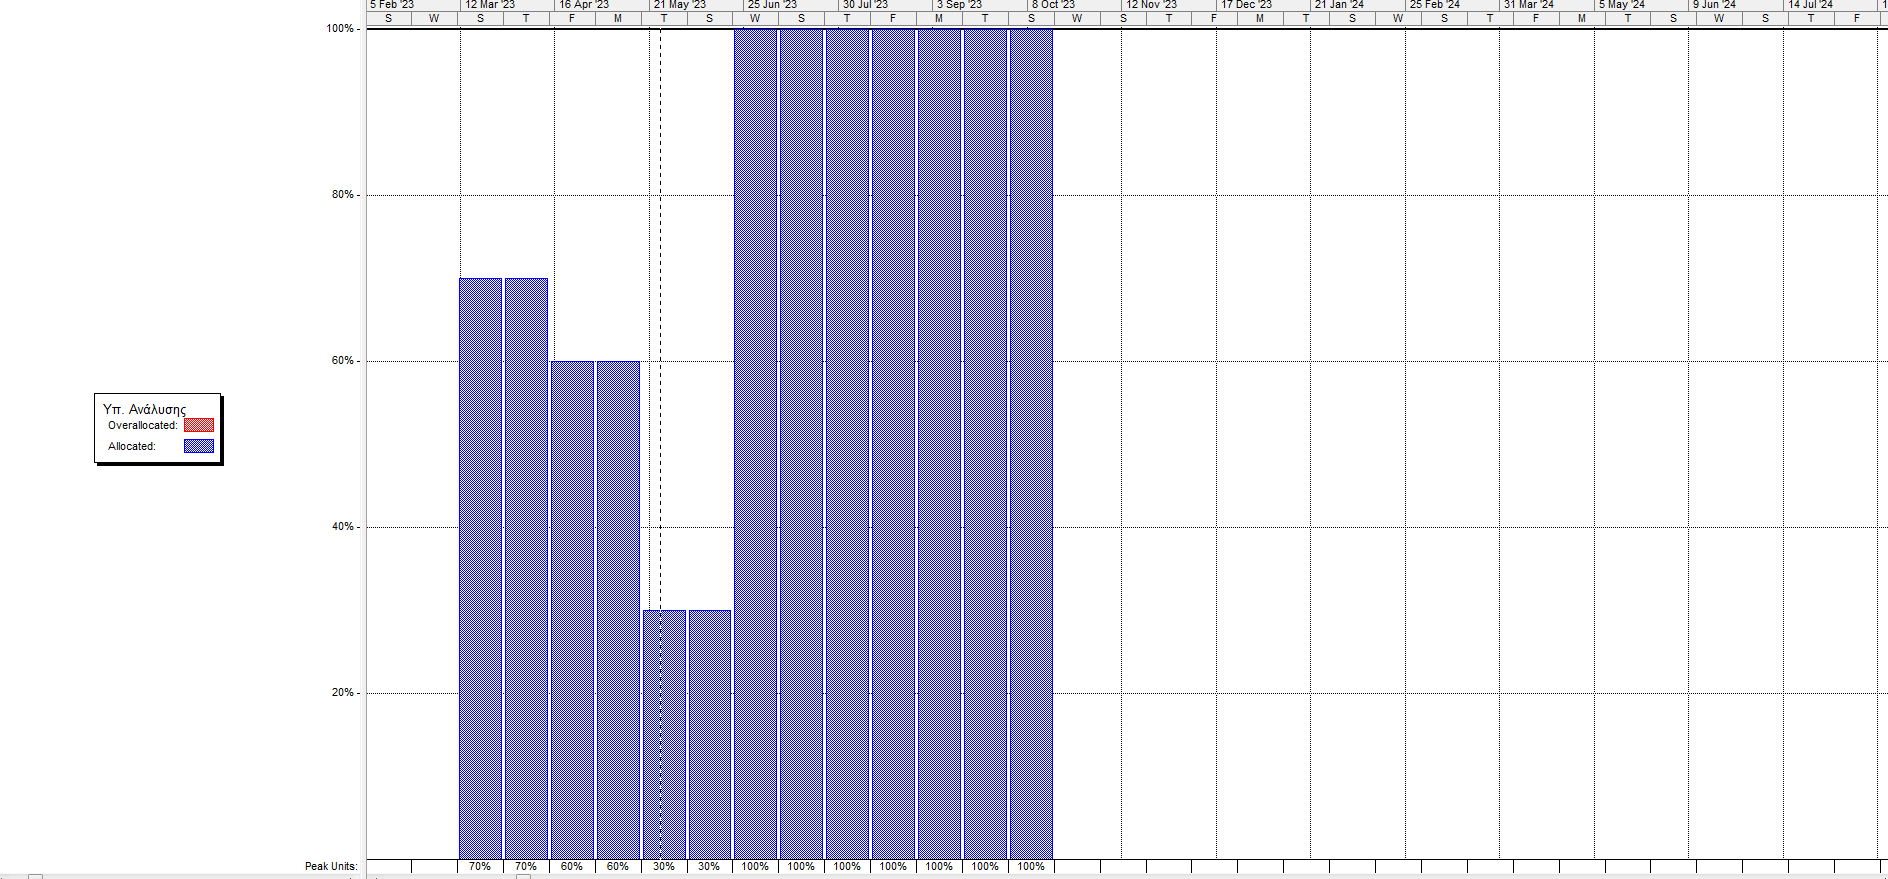 5 Feb '23 12 Mar '23 16 Apr '23 21 May '23 25 Jun '23 30 Jul '23 3 Sep '23 8 Oct '23 12 Nov '23 17 Dec '23 21 Jan '24 25 Feb '24 31 Mar '24 5 May '24 9 Jun '24 14 Jul '24 1
S W S T F M T S W S T F M T S W S T F M T S W S T F M T S W S T F
100%
80%
60%
Υπ. Ανάλυσης
Overallocated:
Allocated:
40%
20%
Peak Units: 70% 70% 60% 60% 30% 30% 100% 100% 100% 100% 100% 100% 100%